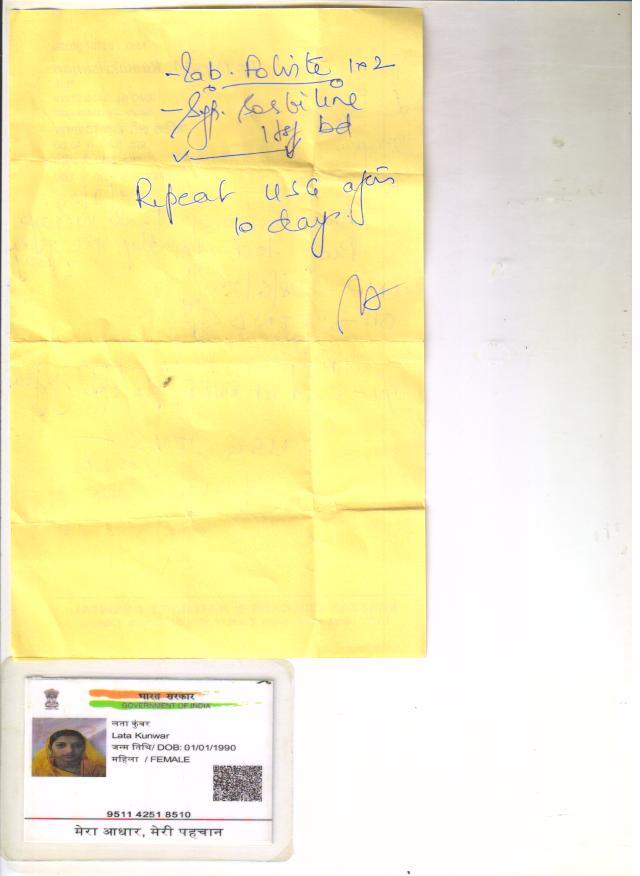 - Tab. Folvite 1x2
- Syp. Sorbiline
1 tsf bd
Repeat USG after
10 days.
भारत सरकार
GOVERNMENT OF INDIA
लता कुंवर
Lata Kunwar
जन्म तिथि/ DOB: 01/01/1990
महिला / FEMALE
9511 4251 8510
मेरा आधार, मेरी पहचान